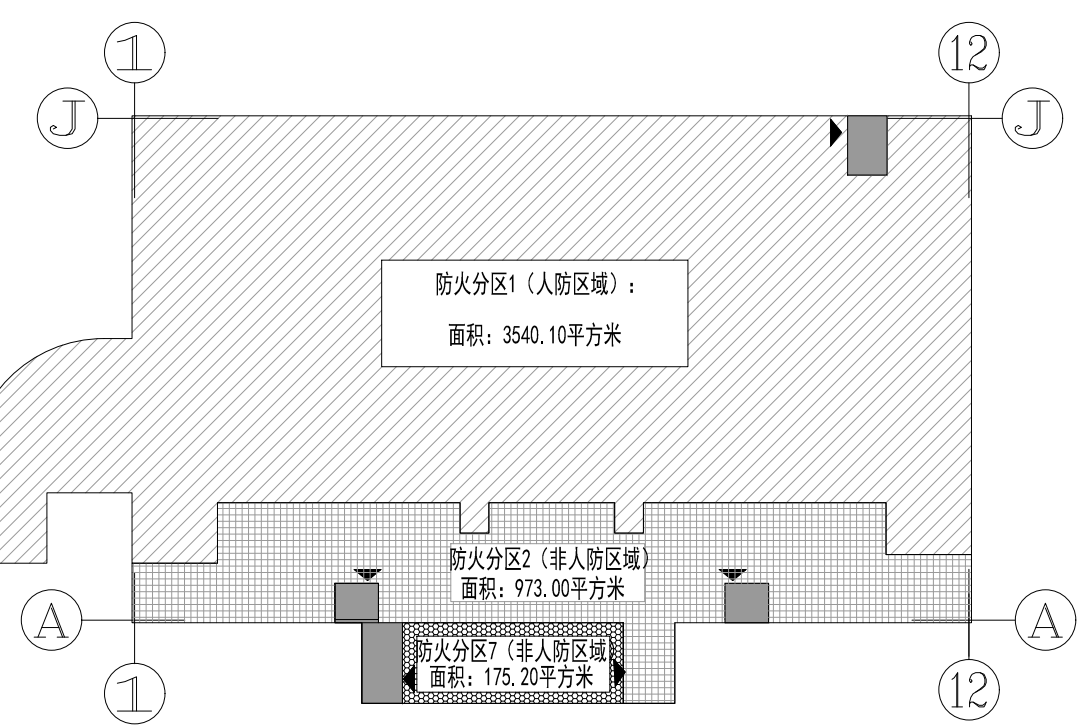 1
12
J
J
防火分区1（人防区域）：
面积：3540.10平方米
防火分区2（非人防区域）
面积：973.00平方米
A
A
防火分区7（非人防区域
面积：175.20平方米
1
12